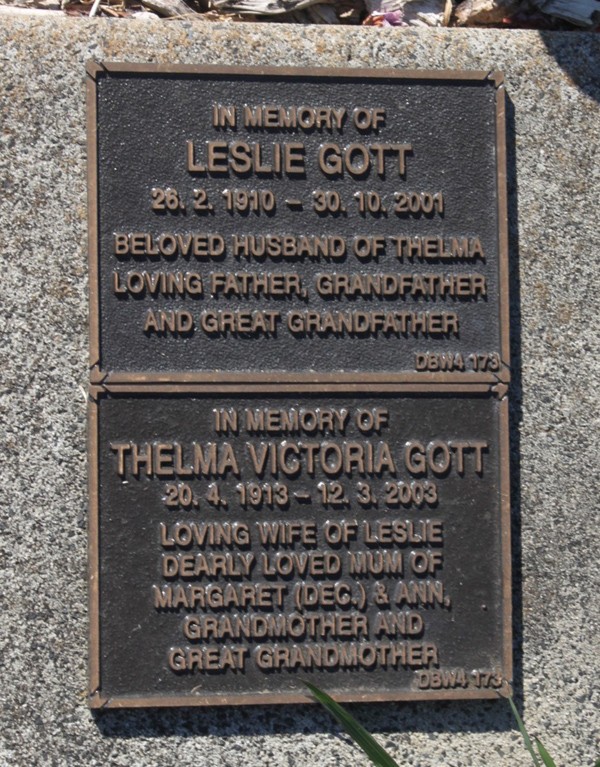 IN MEMORY OF
LESLIE GOTT
26. 2. 1910 – 30. 10. 2001
BELOVED HUSBAND OF THELMA
LOVING FATHER, GRANDFATHER
AND GREAT GRANDFATHER
DBW4 173
IN MEMORY OF
THELMA VICTORIA GOTT
20. 4. 1913 – 12. 3. 2003
LOVING WIFE OF LESLIE
DEARLY LOVED MUM OF
MARGARET (DEC.) & ANN,
GRANDMOTHER AND
GREAT GRANDMOTHER
DBW4 173